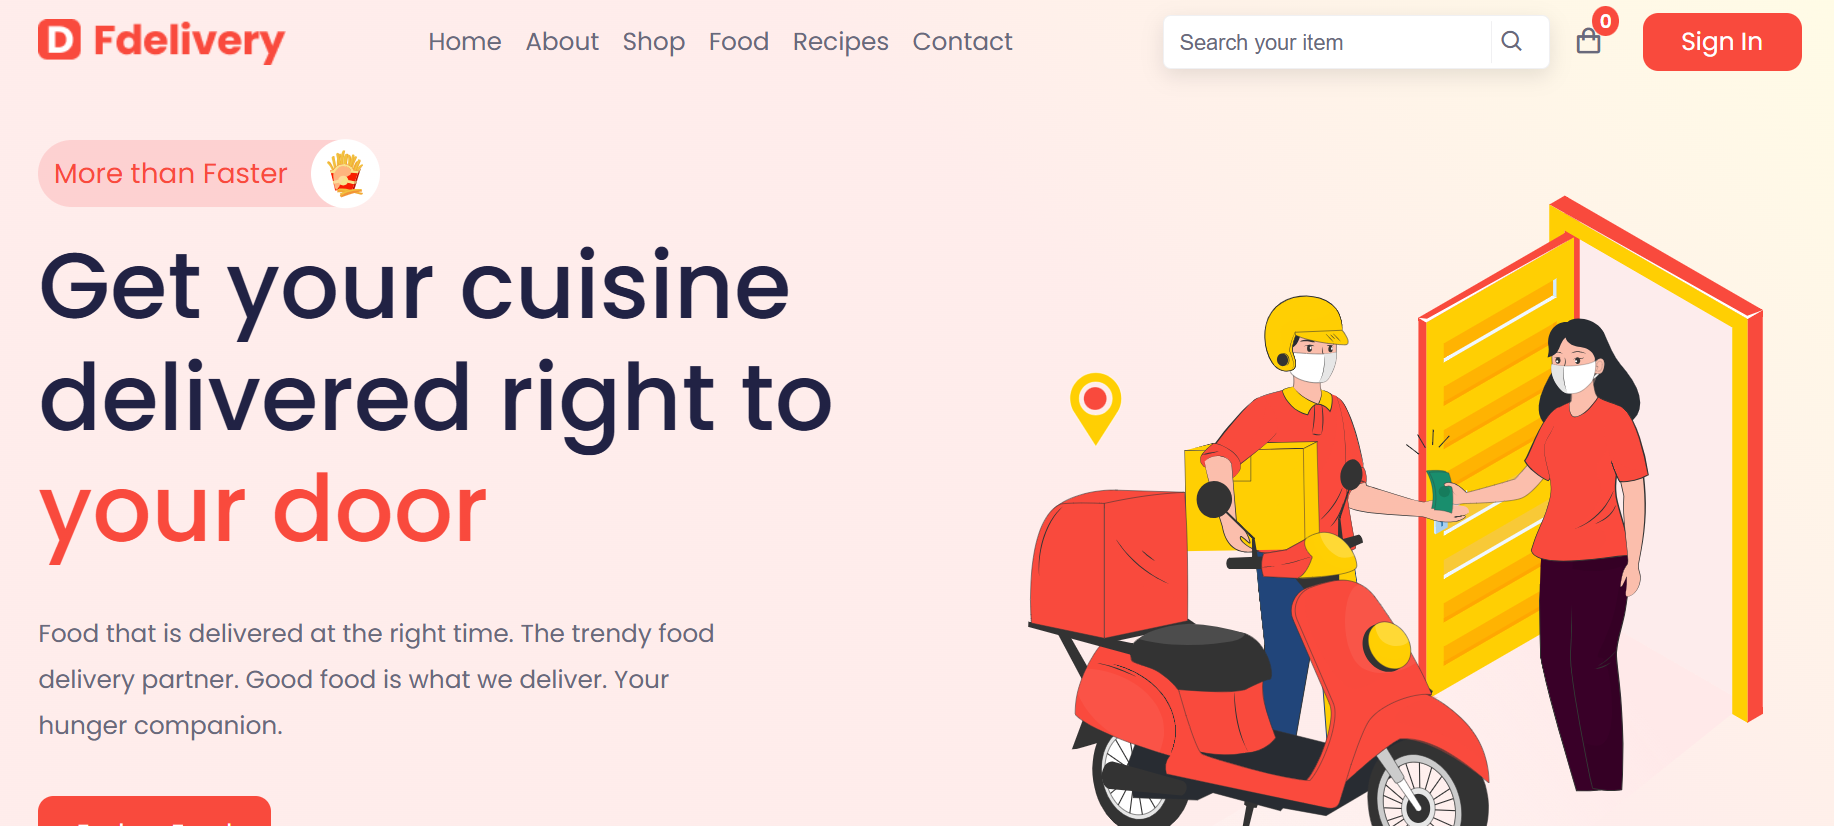 D Fdelivery
Home About Shop Food Recipes Contact
Search your item
0
Sign In
More than Faster
Get your cuisine
delivered right to
your door
Food that is delivered at the right time. The trendy food
delivery partner. Good food is what we deliver. Your
hunger companion.